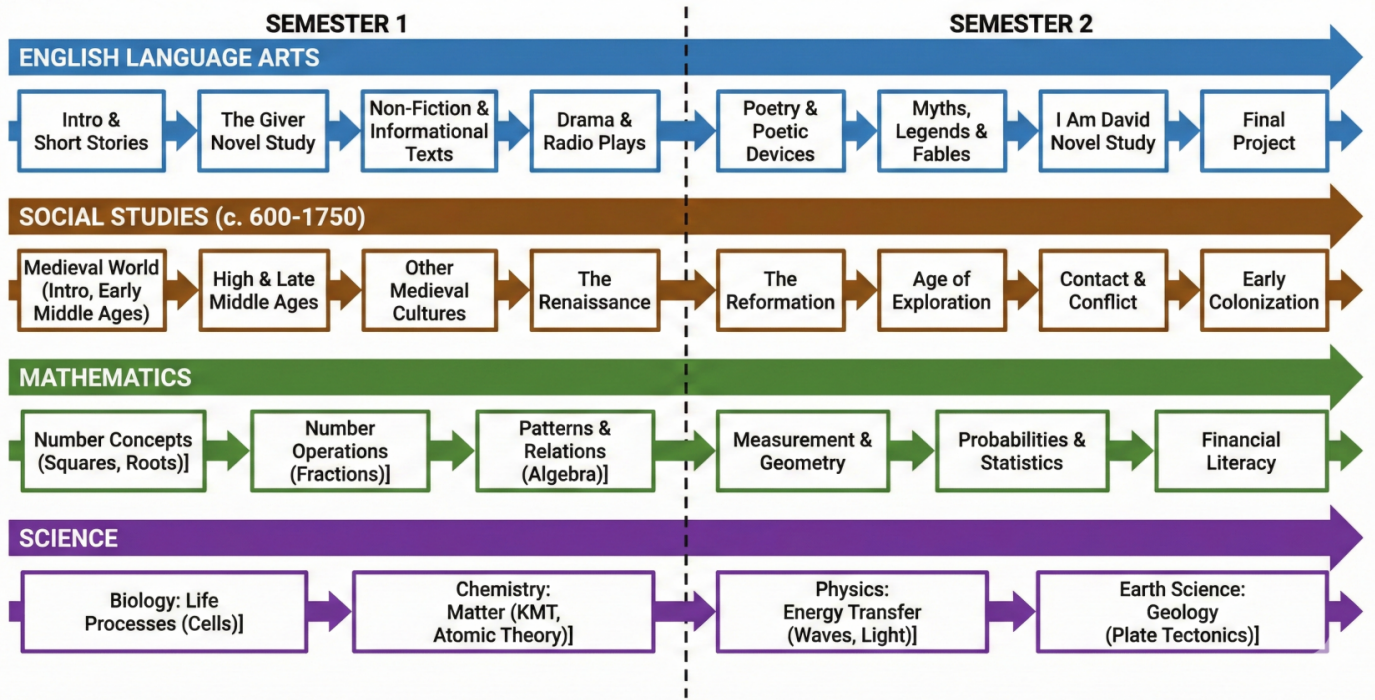 SEMESTER 1
SEMESTER 2
ENGLISH LANGUAGE ARTS
Intro &
Short Stories
The Giver
Novel Study
Non-Fiction &
Informational
Texts
Drama &
Radio Plays
Poetry &
Poetic
Devices
Myths,
Legends &
Fables
I Am David
Novel Study
Final
Project
SOCIAL STUDIES (c. 600-1750)
Medieval World
(Intro, Early
Middle Ages)
High & Late
Middle Ages
Other
Medieval
Cultures
The
Renaissance
The
Reformation
Age of
Exploration
Contact &
Conflict
Early
Colonization
MATHEMATICS
Number Concepts
(Squares, Roots)]
Number
Operations
(Fractions)]
Patterns &
Relations
(Algebra)]
Measurement &
Geometry
Probabilities &
Statistics
Financial
Literacy
SCIENCE
Biology: Life
Processes (Cells)]
Chemistry:
Matter (KMT,
Atomic Theory)]
Physics:
Energy Transfer
(Waves, Light)]
Earth Science:
Geology
(Plate Tectonics)]